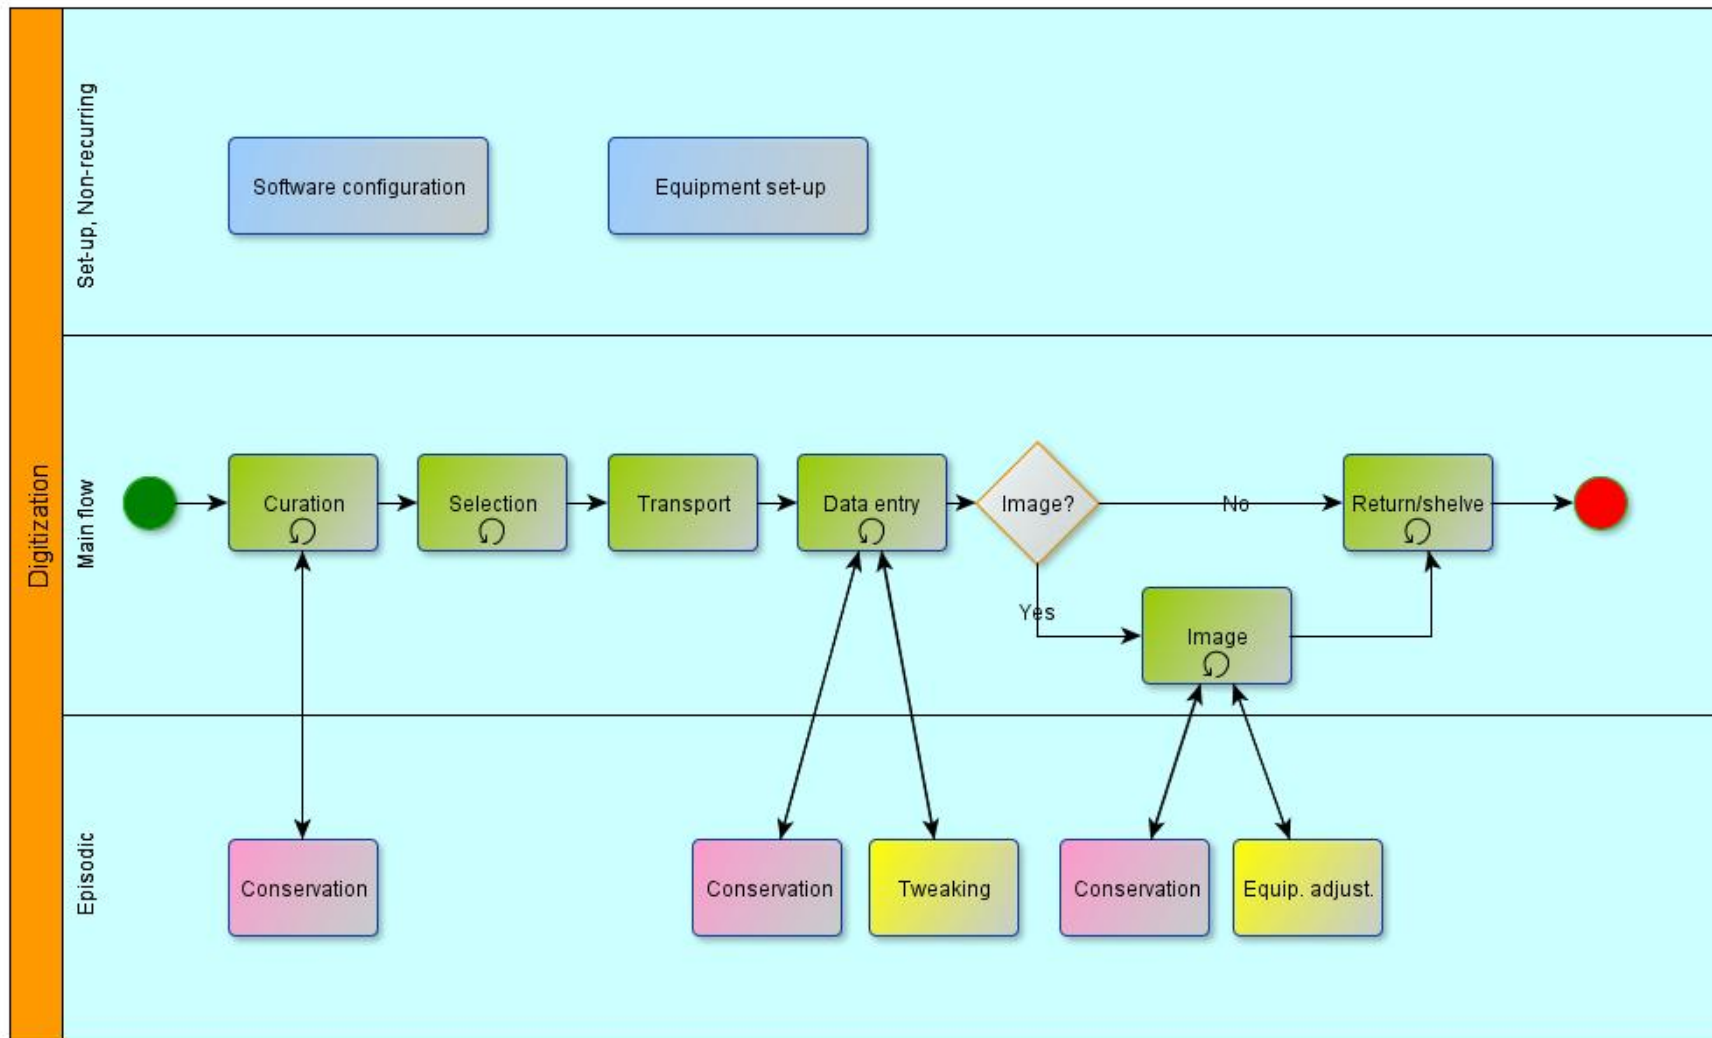 Digitization
Set-up, Non-recurring
Software configuration
Equipment set-up
Main flow
Curation
Selection
Transport
Data entry
Image?
No
Return/shelve
Yes
Image
Episodic
Conservation
Conservation
Tweaking
Conservation
Equip. adjust.